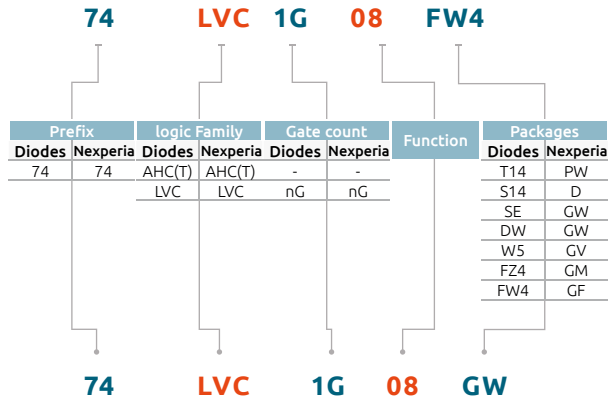 74 LVC 1G 08 FW4
Prefix logic Family Gate count Function Packages
Diodes Nexperia Diodes Nexperia Diodes Nexperia Diodes Nexperia
74 74 AHC(T) AHC(T) - - T14 PW
LVC LVC nG nG S14 D
SE GW
DW GW
W5 GV
FZ4 GM
FW4 GF
74 LVC 1G 08 GW